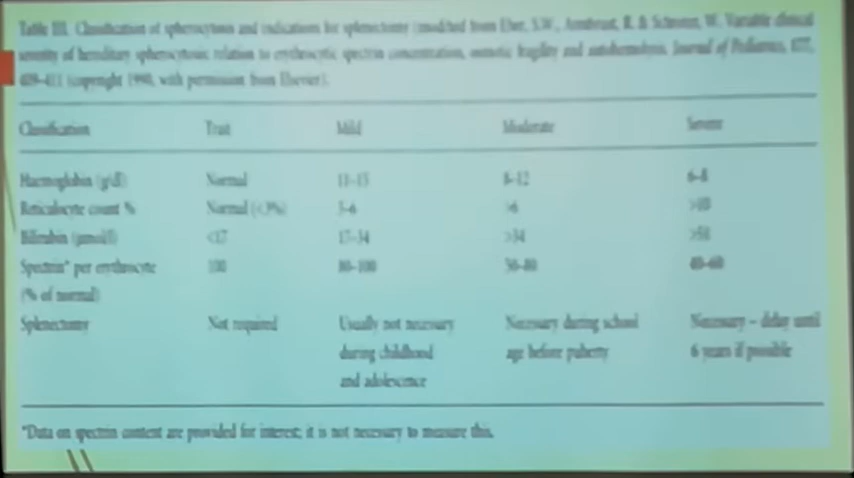 Table III. Classification of spherocytosis and indications for splenectomy (modified from Eber, S.W., Armbrust, R. & Schroter, W. Variable clinical
severity of hereditary spherocytosis: relation to erythrocytic spectrin concentration, osmotic fragility and autohemolysis. Journal of Pediatrics, 117,
409–411 (copyright 1990, with permission from Elsevier).
Classification Trait Mild Moderate Severe
Haemoglobin (g/dl) Normal 11–15 8–12 6–8
Reticulocyte count % Normal (<3%) 3–6 >6 >10
Bilirubin (μmol/l) <17 17–34 >34 >51
Spectrin* per erythrocyte 100 80–100 50–80 40–60
(% of normal)
Splenectomy Not required Usually not necessary Necessary during school Necessary – delay until
during childhood age before puberty 6 years if possible
and adolescence
*Data on spectrin content are provided for interest; it is not necessary to measure this.